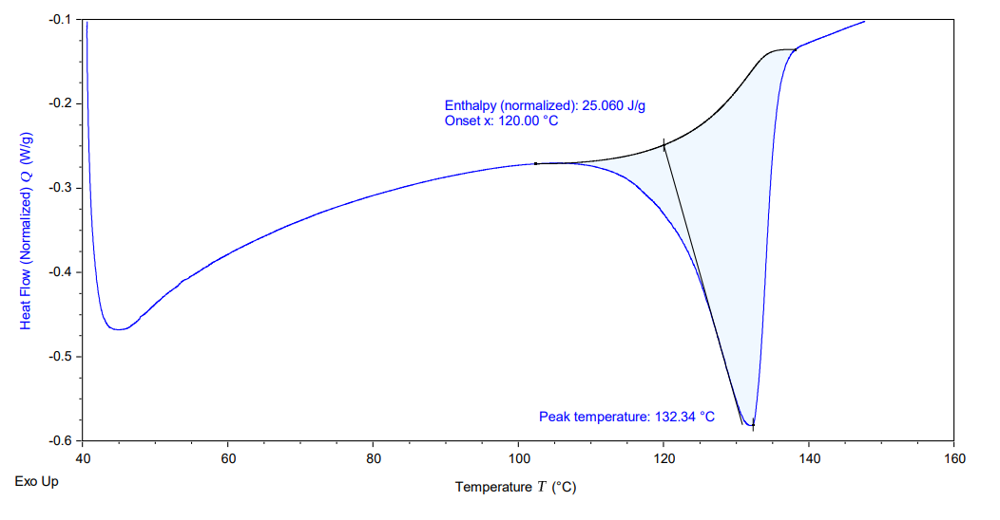 -0.1
-0.2
-0.3
-0.4
-0.5
-0.6
Heat Flow (Normalized) Q (W/g)
Enthalpy (normalized): 25.060 J/g
Onset x: 120.00 °C
Peak temperature: 132.34 °C
40 60 80 100 120 140 160
Exo Up
Temperature T (°C)